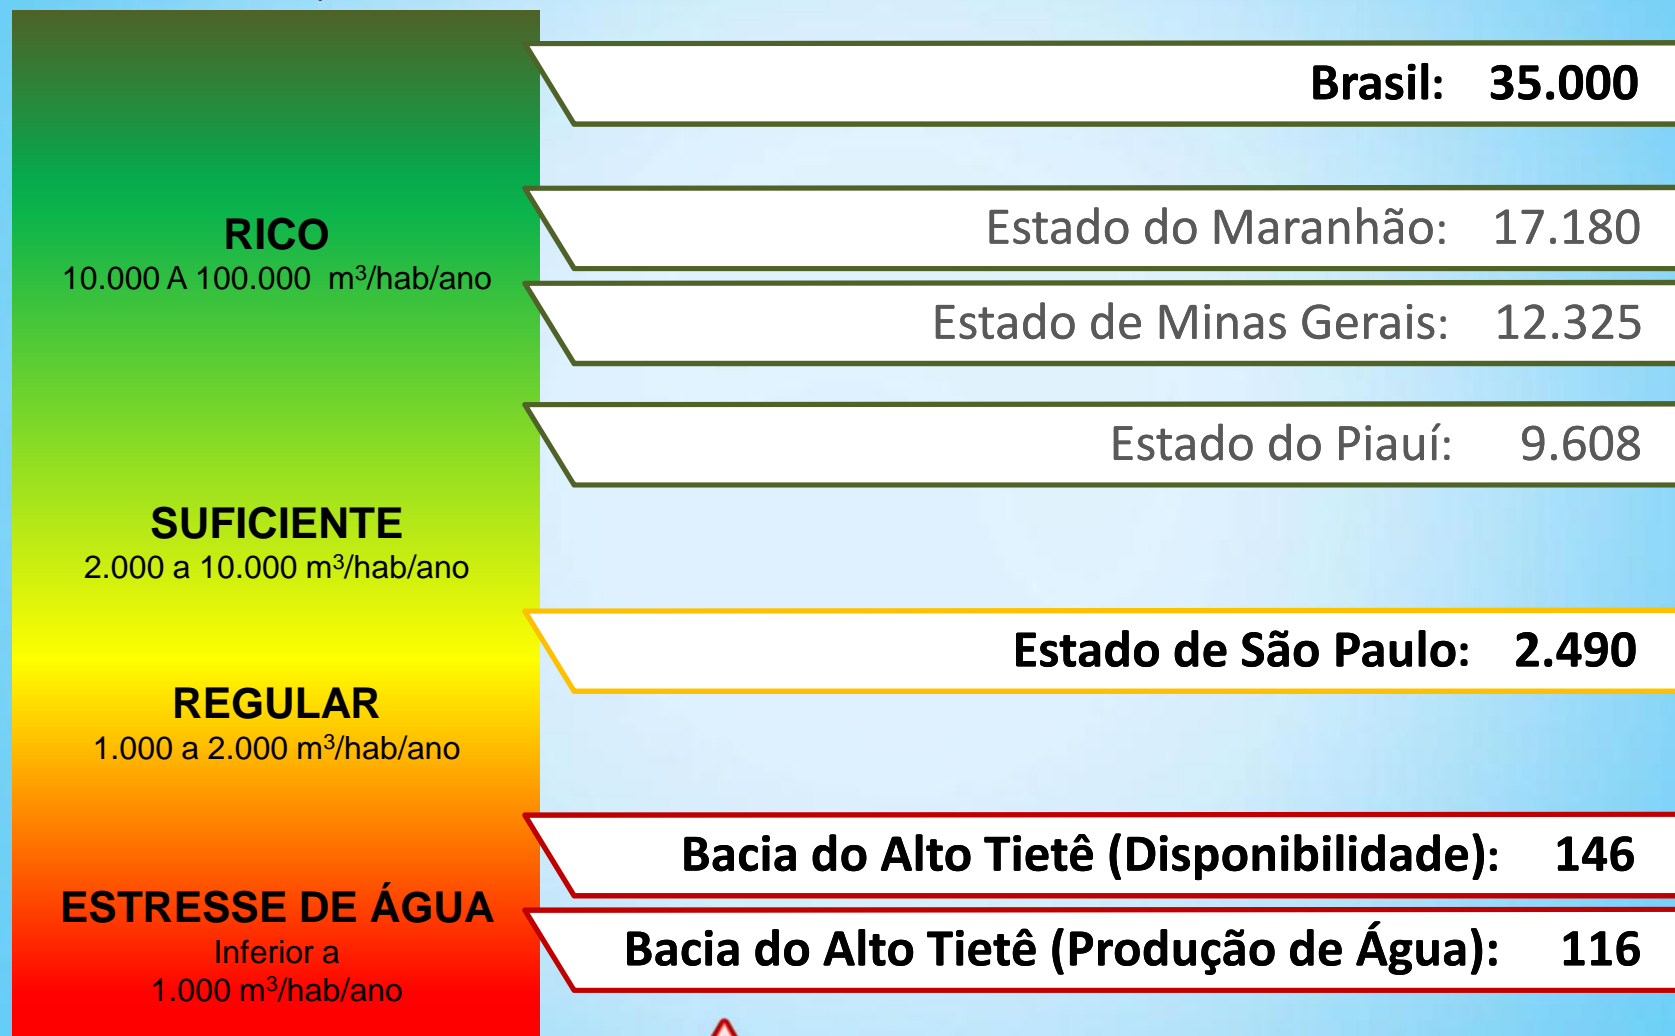 Brasil: 35.000
RICO
10.000 A 100.000 m³/hab/ano
Estado do Maranhão: 17.180
Estado de Minas Gerais: 12.325
Estado do Piauí: 9.608
SUFICIENTE
2.000 a 10.000 m³/hab/ano
Estado de São Paulo: 2.490
REGULAR
1.000 a 2.000 m³/hab/ano
Bacia do Alto Tietê (Disponibilidade): 146
ESTRESSE DE ÁGUA
Inferior a
1.000 m³/hab/ano
Bacia do Alto Tietê (Produção de Água): 116